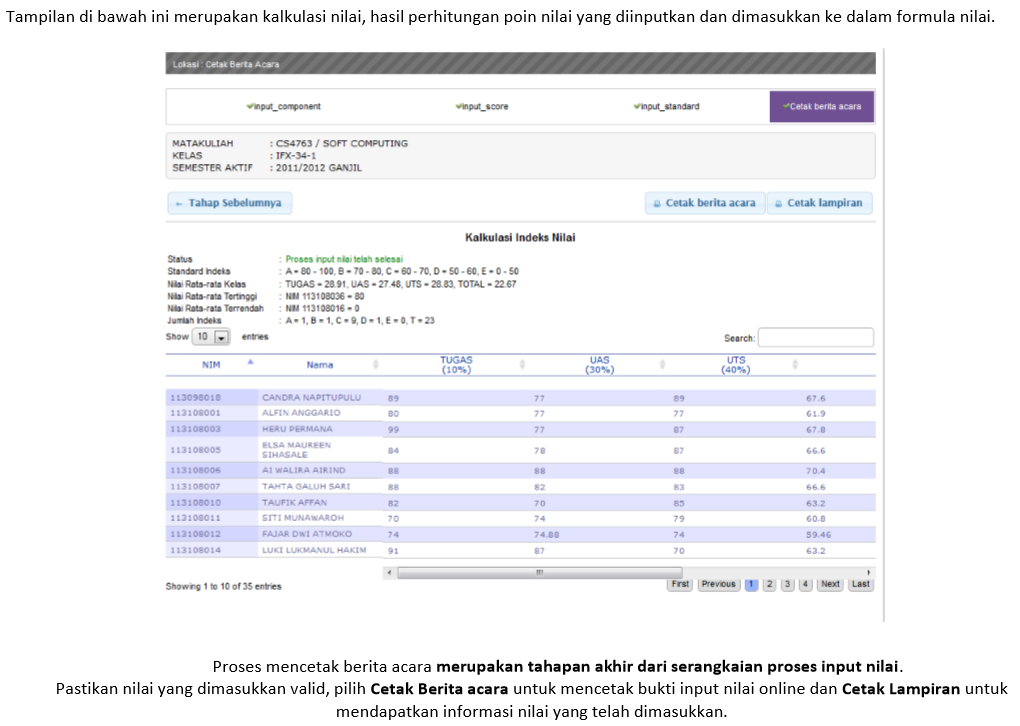 Tampilan di bawah ini merupakan kalkulasi nilai, hasil perhitungan poin nilai yang diinputkan dan dimasukkan ke dalam formula nilai.
Lokasi : Cetak Berita Acara
input_component input_score input_standard Cetak berita acara
MATAKULIAH : CS4763 / SOFT COMPUTING
KELAS : IFX-34-1
SEMESTER AKTIF : 2011/2012 GANJIL
← Tahap Sebelumnya Cetak berita acara Cetak lampiran
Kalkulasi Indeks Nilai
Status : Proses input nilai telah selesai
Standard Indeks : A = 80 - 100, B = 70 - 80, C = 60 - 70, D = 50 - 60, E = 0 - 50
Nilai Rata-rata Kelas : TUGAS = 28.91, UAS = 27.48, UTS = 28.83, TOTAL = 22.67
Nilai Rata-rata Tertinggi : NIM 113108036 = 80
Nilai Rata-rata Terrendah : NIM 113108016 = 0
Jumlah Indeks : A = 1, B = 1, C = 9, D = 1, E = 0, T = 23
Show 10 entries Search:
NIM Nama TUGAS (10%) UAS (30%) UTS (40%)
113098018 CANDRA NAPITUPULU 89 77 89 67.6
113108001 ALFIN ANGGARIO 80 77 77 61.9
113108003 HERU PERMANA 99 77 87 67.8
113108005 ELSA MAUREEN SIHASALE 84 78 87 66.6
113108006 AI WALIRA AIRIND 88 88 88 70.4
113108007 TAHTA GALUH SARI 88 82 83 66.6
113108010 TAUFIK AFFAN 82 70 85 63.2
113108011 SITI MUNAWAROH 70 74 79 60.8
113108012 FAJAR DWI ATMOKO 74 74.88 74 59.46
113108014 LUKI LUKMANUL HAKIM 91 87 70 63.2
Showing 1 to 10 of 35 entries First Previous 1 2 3 4 Next Last
Proses mencetak berita acara merupakan tahapan akhir dari serangkaian proses input nilai.
Pastikan nilai yang dimasukkan valid, pilih Cetak Berita acara untuk mencetak bukti input nilai online dan Cetak Lampiran untuk
mendapatkan informasi nilai yang telah dimasukkan.